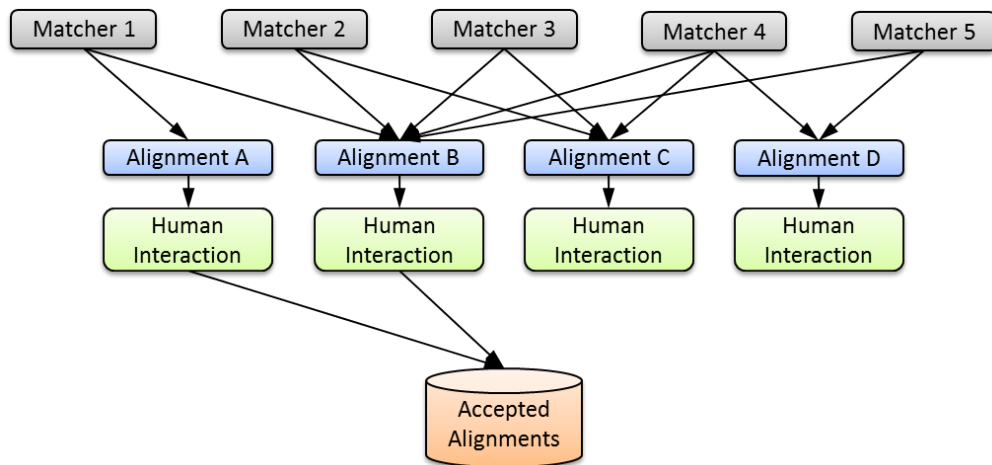 Matcher 1
Matcher 2
Matcher 3
Matcher 4
Matcher 5
Alignment A
Alignment B
Alignment C
Alignment D
Human
Interaction
Human
Interaction
Human
Interaction
Human
Interaction
Accepted
Alignments